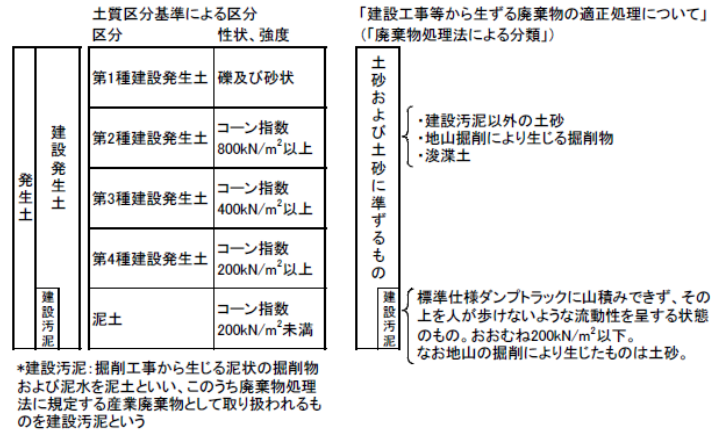 土質区分基準による区分
区分 性状、強度
発生土
建設発生土
第1種建設発生土 礫及び砂状
第2種建設発生土 コーン指数
800kN/m²以上
第3種建設発生土 コーン指数
400kN/m²以上
第4種建設発生土 コーン指数
200kN/m²以上
建設汚泥
泥土 コーン指数
200kN/m²未満
*建設汚泥：掘削工事から生じる泥状の掘削物
および泥水を泥土といい、このうち廃棄物処理
法に規定する産業廃棄物として取り扱われるも
のを建設汚泥という
「建設工事等から生ずる廃棄物の適正処理について」
(「廃棄物処理法による分類」)
土砂および土砂に準ずるもの
・建設汚泥以外の土砂
・地山掘削により生じる掘削物
・浚渫土
建設汚泥
標準仕様ダンプトラックに山積みできず、その
上を人が歩けないような流動性を呈する状態
のもの。おおむね200kN/m²以下。
なお地山の掘削により生じたものは土砂。